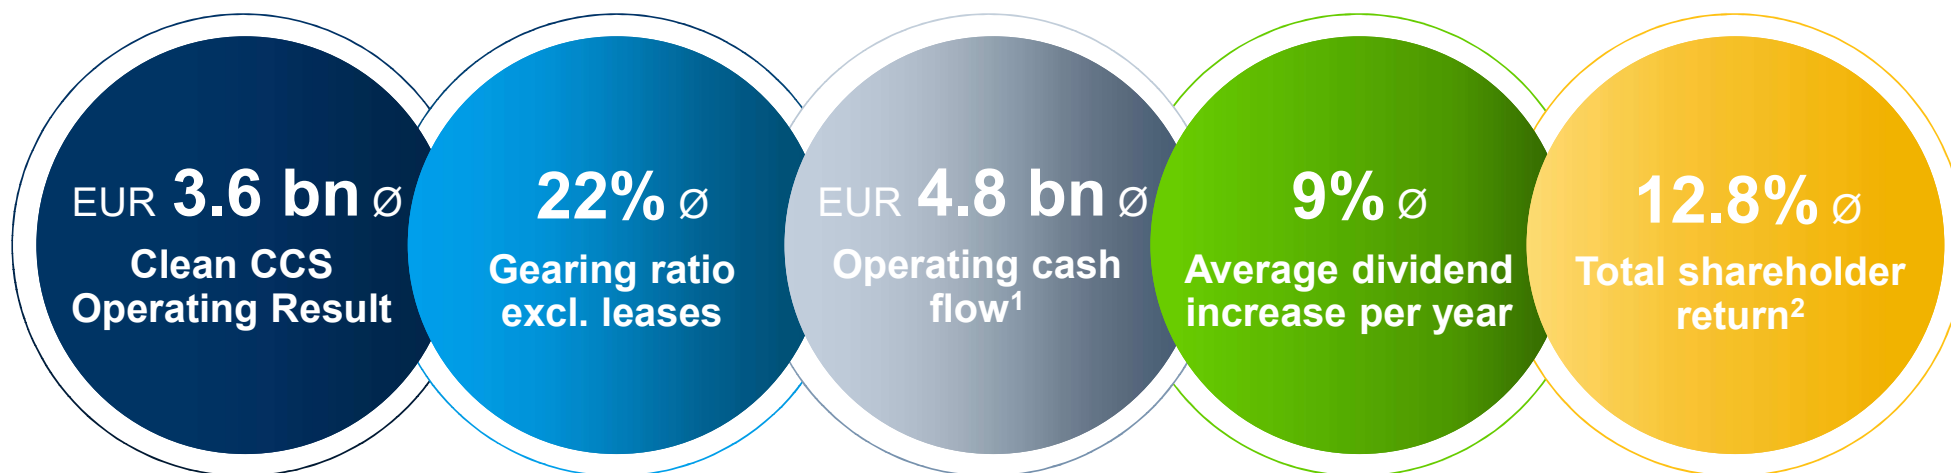 EUR 3.6 bn Ø
Clean CCS
Operating Result
22% Ø
Gearing ratio
excl. leases
EUR 4.8 bn Ø
Operating cash
flow¹
9% Ø
Average dividend
increase per year
12.8% Ø
Total shareholder
return²